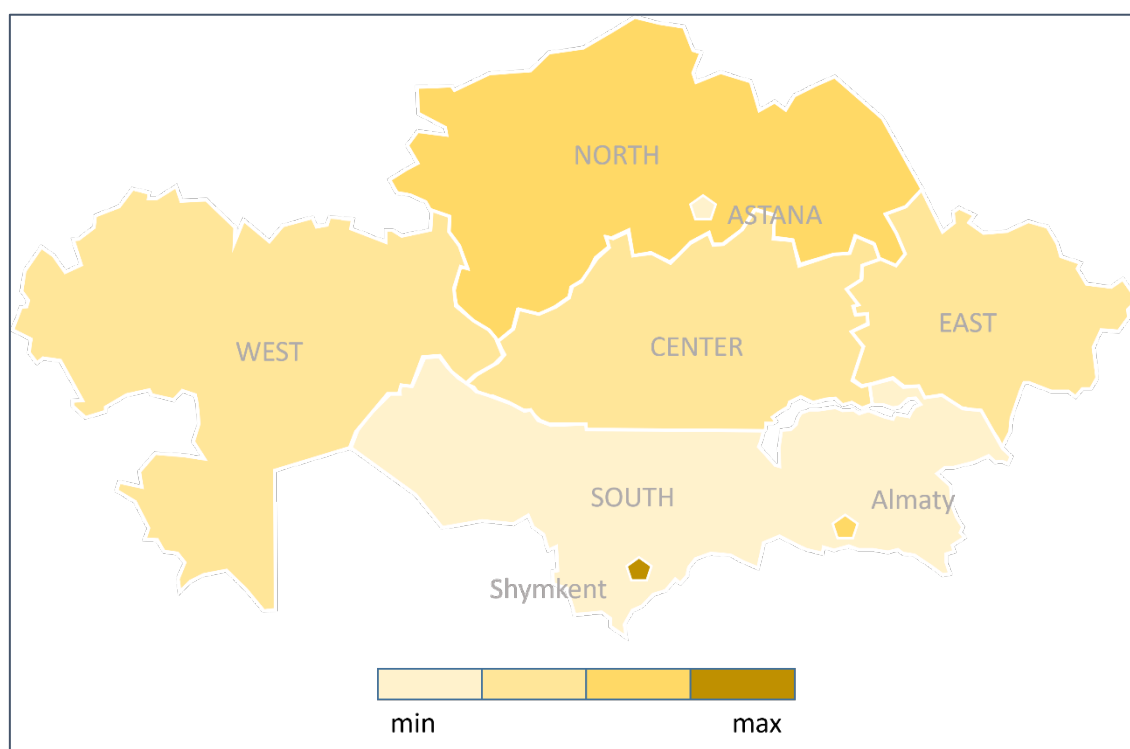 NORTH
ASTANA
EAST
CENTER
WEST
SOUTH
Almaty
Shymkent
min
max